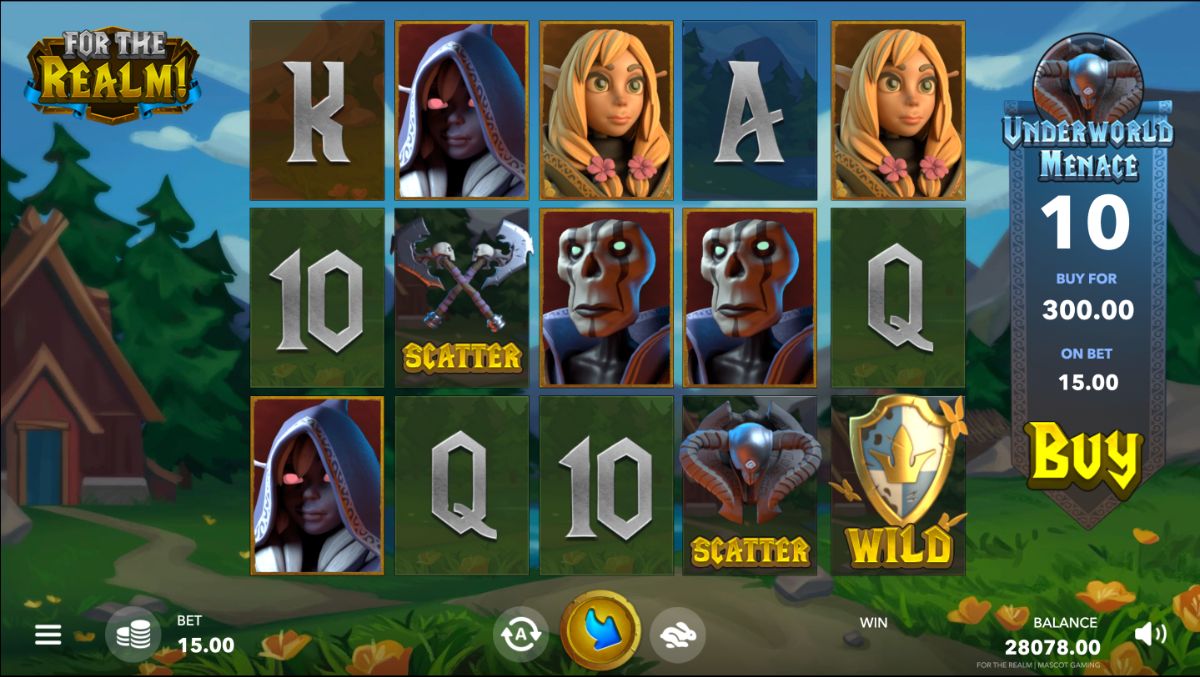 FOR THE
REALM!
K
A
10
SCATTER
Q
Q
10
SCATTER
WILD
UNDERWORLD
MENACE
10
BUY FOR
300.00
ON BET
15.00
BUY
BET
15.00
A
WIN
BALANCE
28078.00
FOR THE REALM | MASCOT GAMING